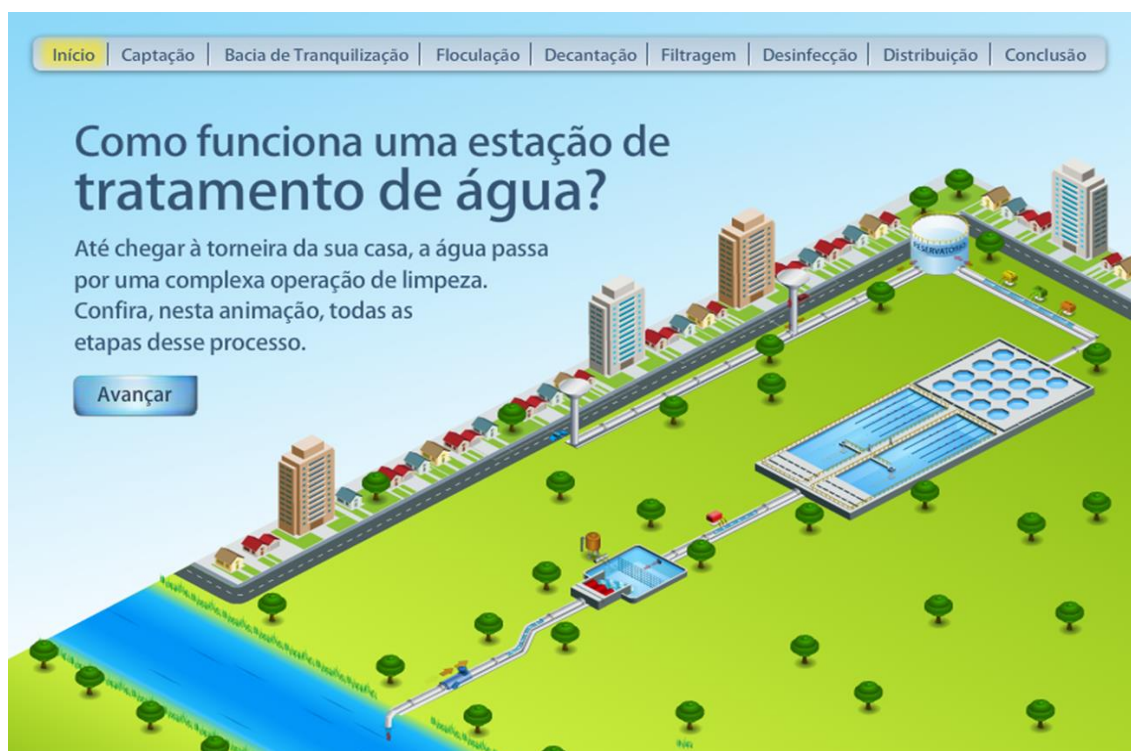 Início | Captação | Bacia de Tranquilização | Floculação | Decantação | Filtragem | Desinfecção | Distribuição | Conclusão
Como funciona uma estação de
tratamento de água?
Até chegar à torneira da sua casa, a água passa
por uma complexa operação de limpeza.
Confira, nesta animação, todas as
etapas desse processo.
Avançar
RESERVATÓRIO